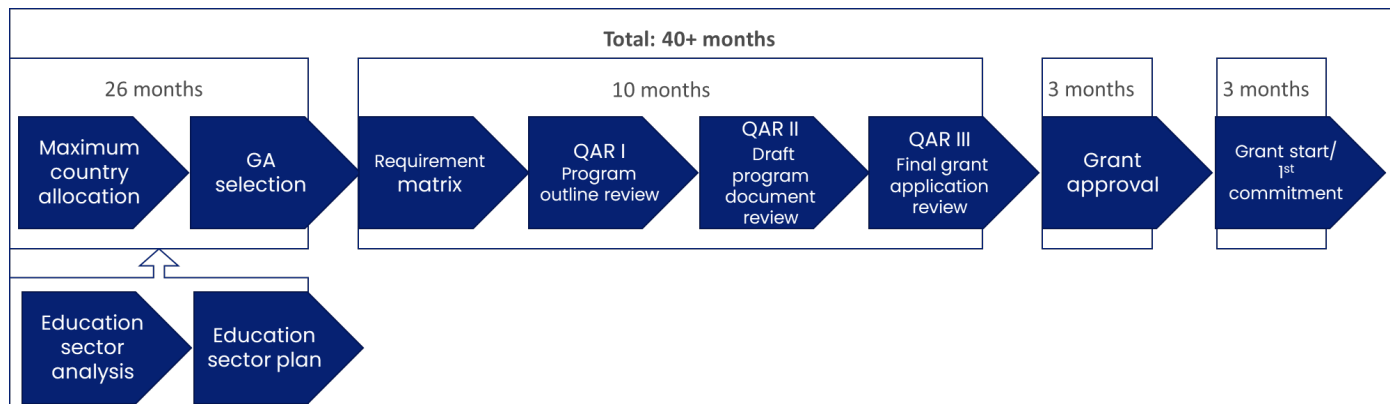 Total: 40+ months
26 months
10 months
3 months
3 months
Maximum
country
allocation
GA
selection
Requirement
matrix
QAR I
Program
outline review
QAR II
Draft
program
document
review
QAR III
Final grant
application
review
Grant
approval
Grant start/
1st
commitment
Education
sector
analysis
Education
sector plan